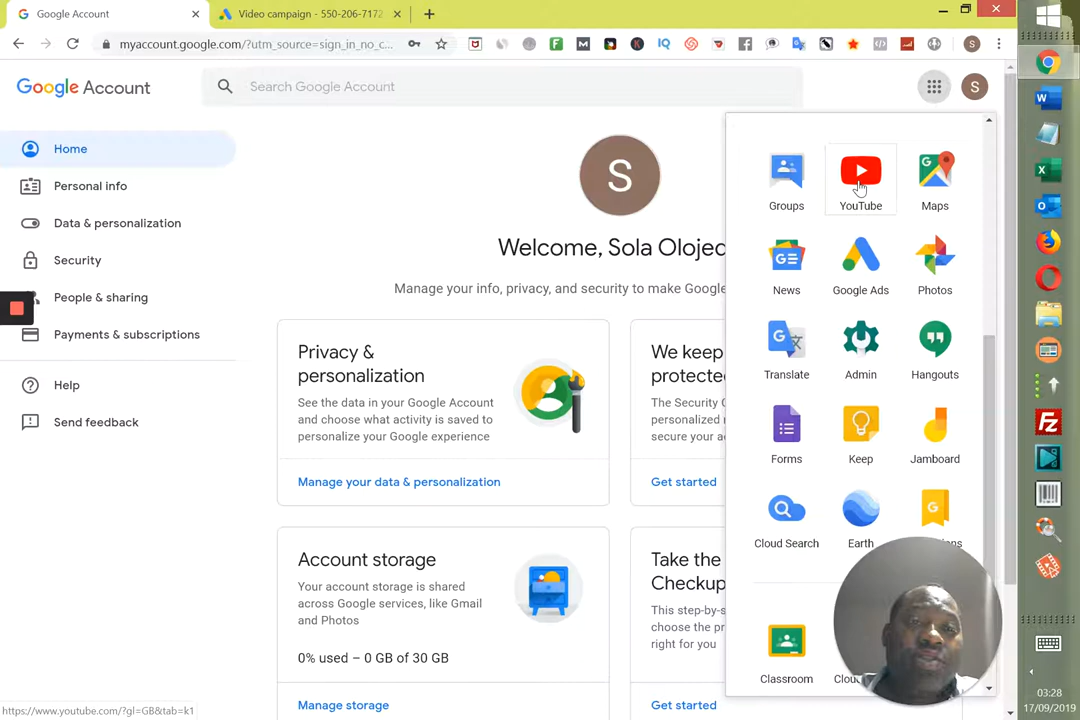 Google Account
Video campaign - 550-206-7172
myaccount.google.com/?utm_source=sign_in_no_c...
S
Google Account
Search Google Account
S
Home
Personal info
Data & personalization
Security
People & sharing
Payments & subscriptions
Help
Send feedback
S
Welcome, Sola Olojec
Manage your info, privacy, and security to make Google
Privacy &
personalization
See the data in your Google Account
and choose what activity is saved to
personalize your Google experience
Manage your data & personalization
We keep
protected
The Security C
personalized r
secure your a
Get started
Account storage
Your account storage is shared
across Google services, like Gmail
and Photos
0% used – 0 GB of 30 GB
Manage storage
Take the
Checkup
This step-by-s
choose the pr
right for you
Get started
Groups
YouTube
Maps
News
Google Ads
Photos
Translate
Admin
Hangouts
Forms
Keep
Jamboard
Cloud Search
Earth
Classroom
https://www.youtube.com/?gl=GB&tab=k1
03:28
17/09/2019